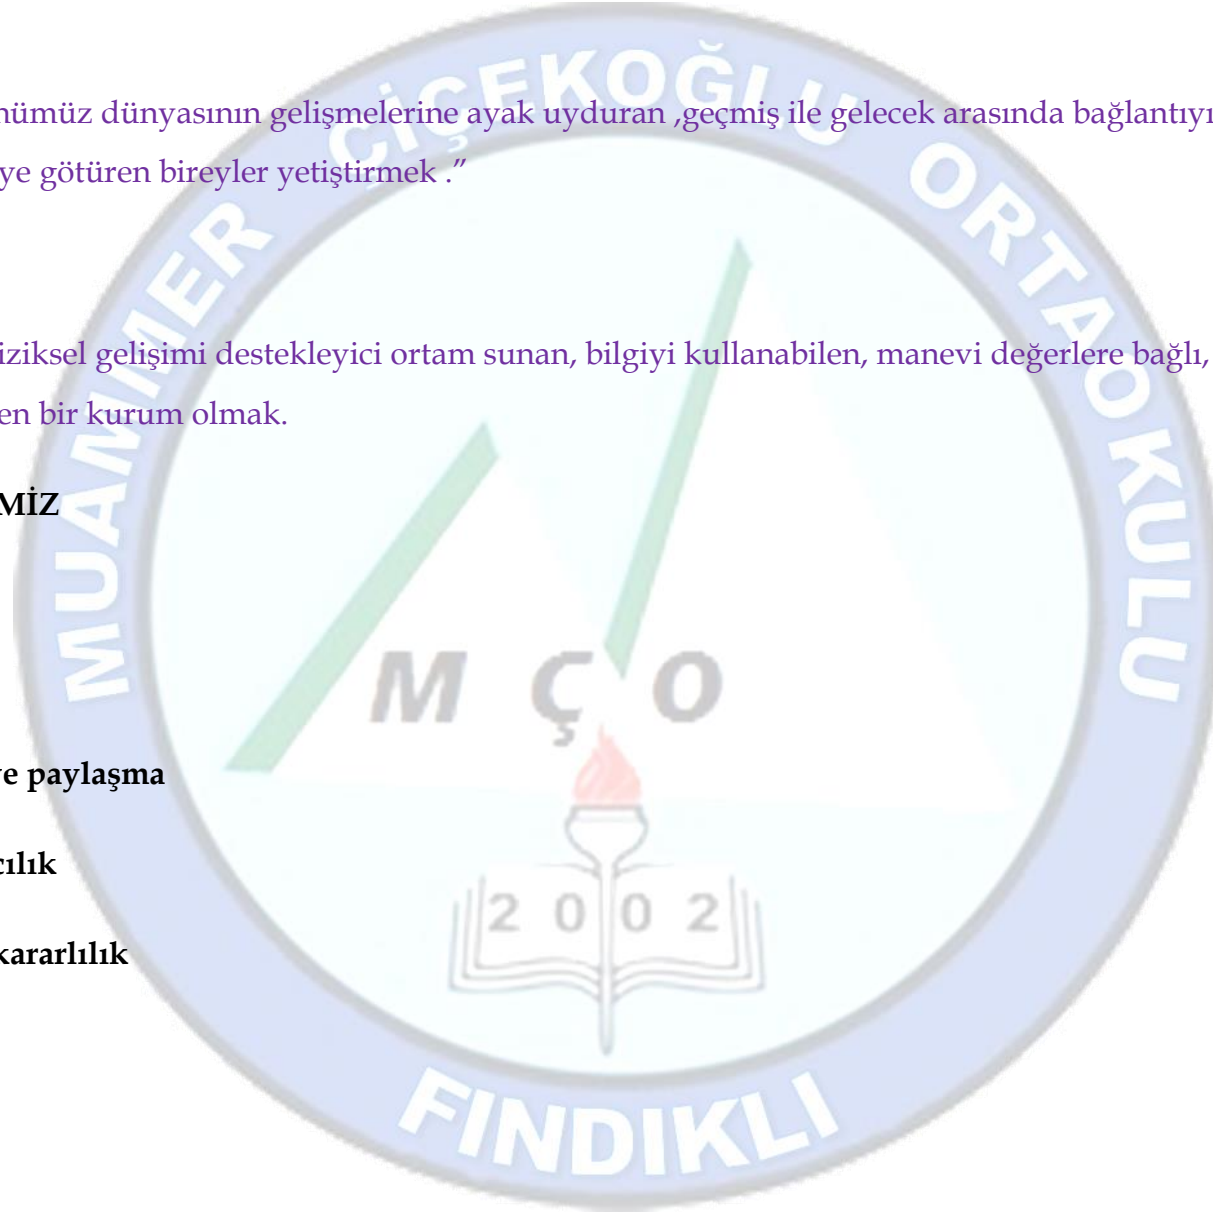 nümüz dünyasının gelişmelerine ayak uyduran ,geçmiş ile gelecek arasında bağlantıyı
ye götüren bireyler yetiştirmek .”
iziksel gelişimi destekleyici ortam sunan, bilgiyi kullanabilen, manevi değerlere bağlı,
en bir kurum olmak.
MİZ
ve paylaşma
cılık
kararlılık
MUAMMER ÇİÇEKOĞLU ORTAOKULU
M Ç O
2 0 0 2
FINDIKLI